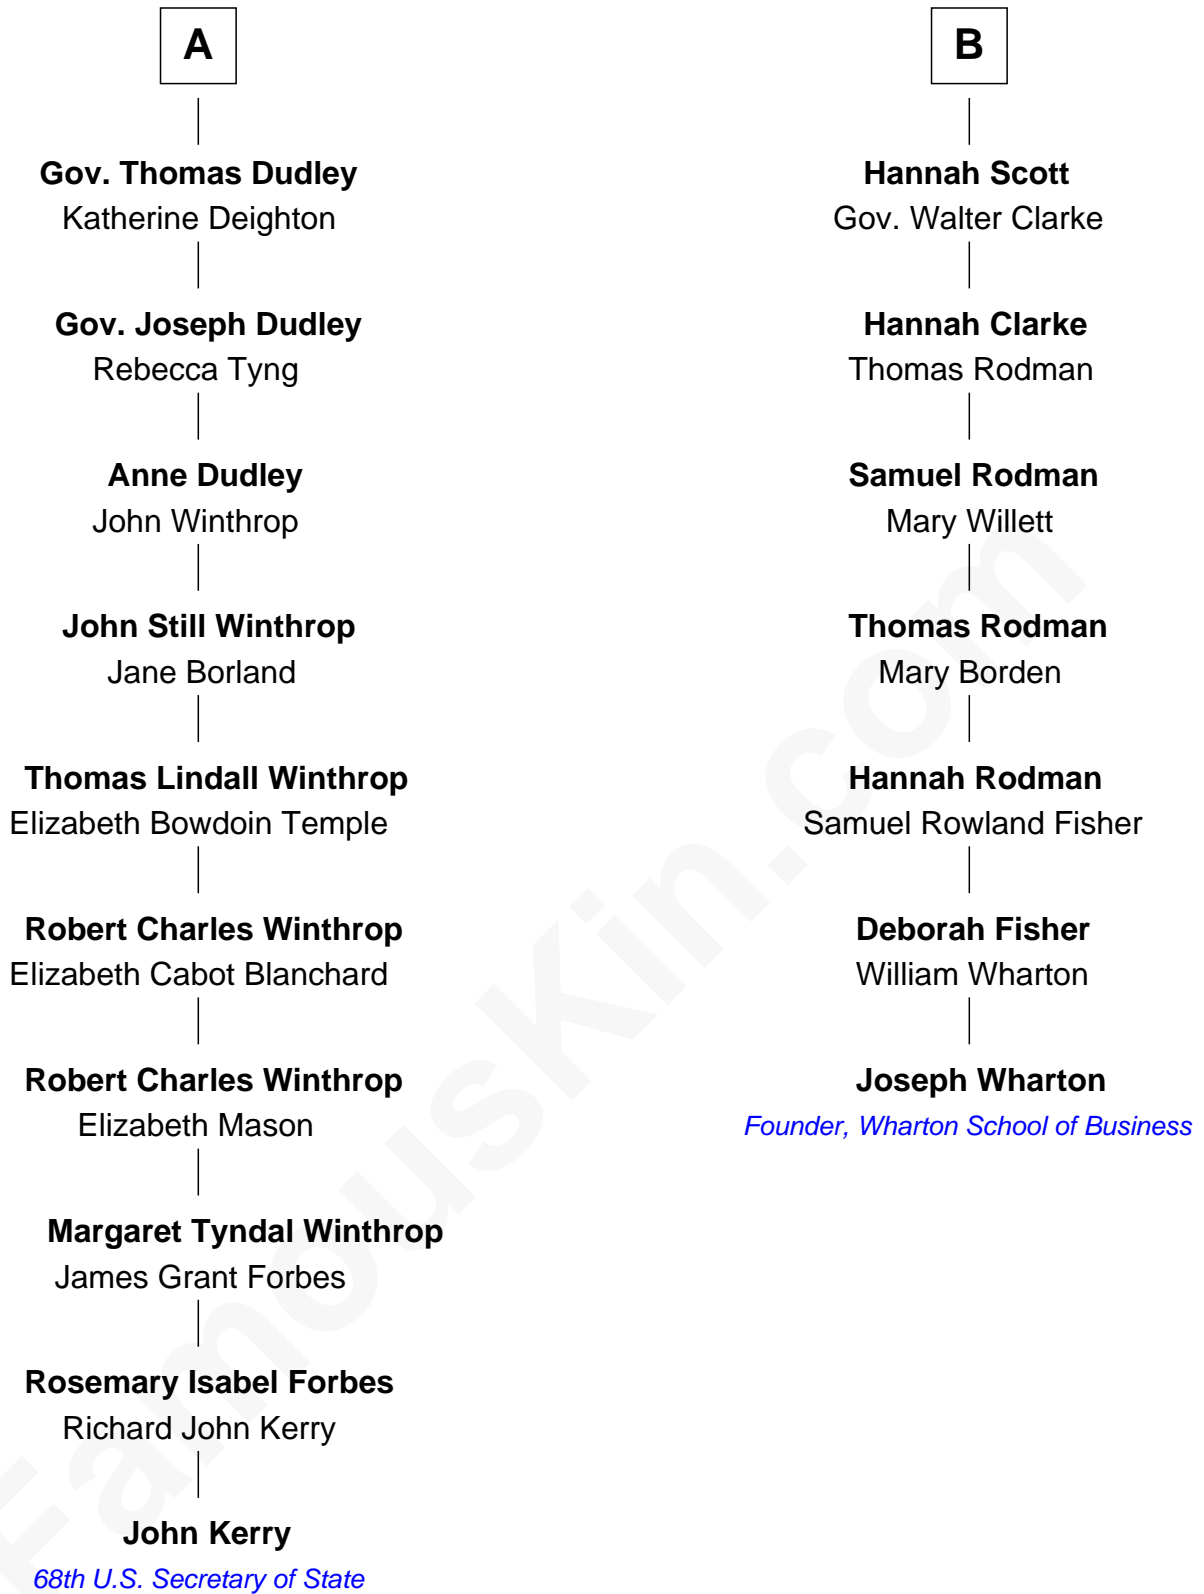 A
Gov. Thomas Dudley
Katherine Deighton
Gov. Joseph Dudley
Rebecca Tyng
Anne Dudley
John Winthrop
John Still Winthrop
Jane Borland
Thomas Lindall Winthrop
Elizabeth Bowdoin Temple
Robert Charles Winthrop
Elizabeth Cabot Blanchard
Robert Charles Winthrop
Elizabeth Mason
Margaret Tyndal Winthrop
James Grant Forbes
Rosemary Isabel Forbes
Richard John Kerry
John Kerry
68th U.S. Secretary of State
B
Hannah Scott
Gov. Walter Clarke
Hannah Clarke
Thomas Rodman
Samuel Rodman
Mary Willett
Thomas Rodman
Mary Borden
Hannah Rodman
Samuel Rowland Fisher
Deborah Fisher
William Wharton
Joseph Wharton
Founder, Wharton School of Business
FamousKin.com